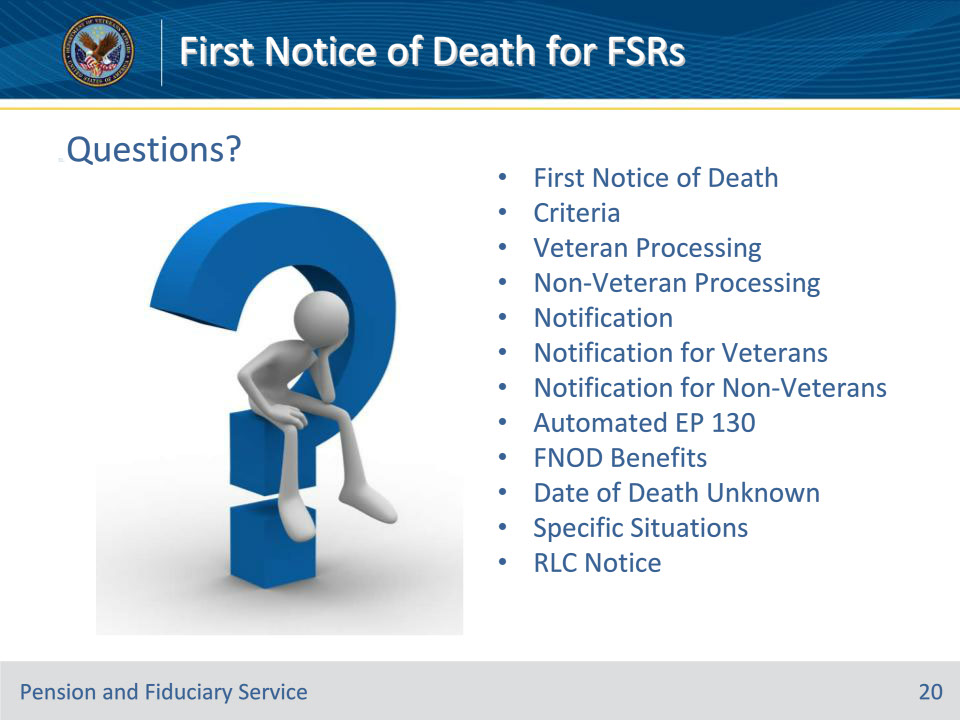 First Notice of Death for FSRs
Questions?
• First Notice of Death
• Criteria
• Veteran Processing
• Non-Veteran Processing
• Notification
• Notification for Veterans
• Notification for Non-Veterans
• Automated EP 130
• FNOD Benefits
• Date of Death Unknown
• Specific Situations
• RLC Notice
Pension and Fiduciary Service
20